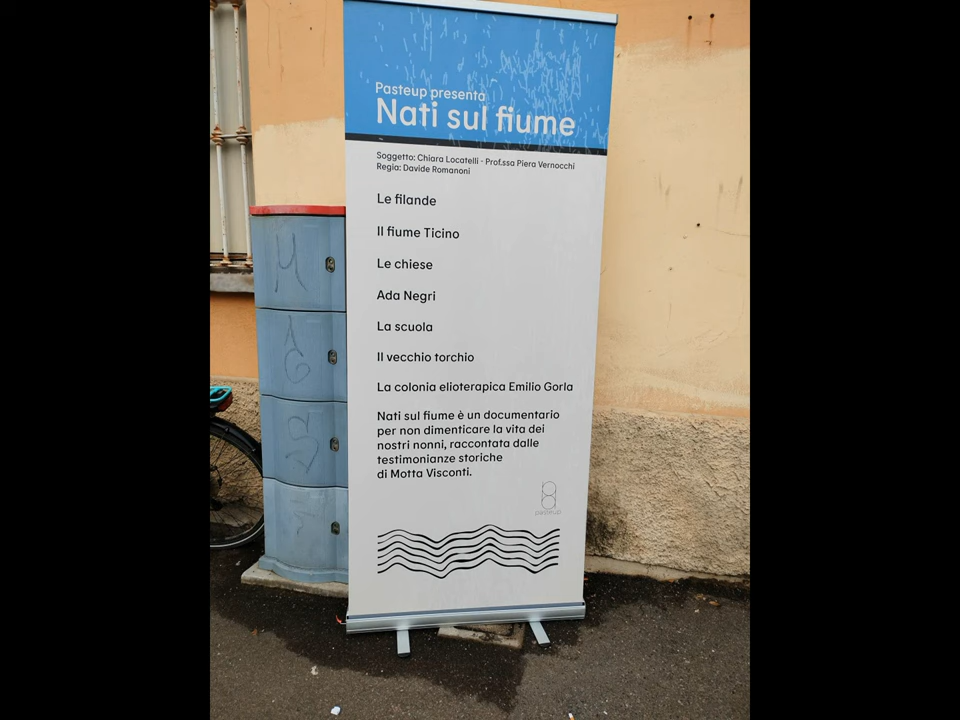 Pasteup presenta
Nati sul fiume
Soggetto: Chiara Locatelli - Prof.ssa Piera Vernocchi
Regia: Davide Romanoni
Le filande
Il fiume Ticino
Le chiese
Ada Negri
La scuola
Il vecchio torchio
La colonia elioterapica Emilio Gorla
Nati sul fiume è un documentario
per non dimenticare la vita dei
nostri nonni, raccontata dalle
testimonianze storiche
di Motta Visconti.
pasteup